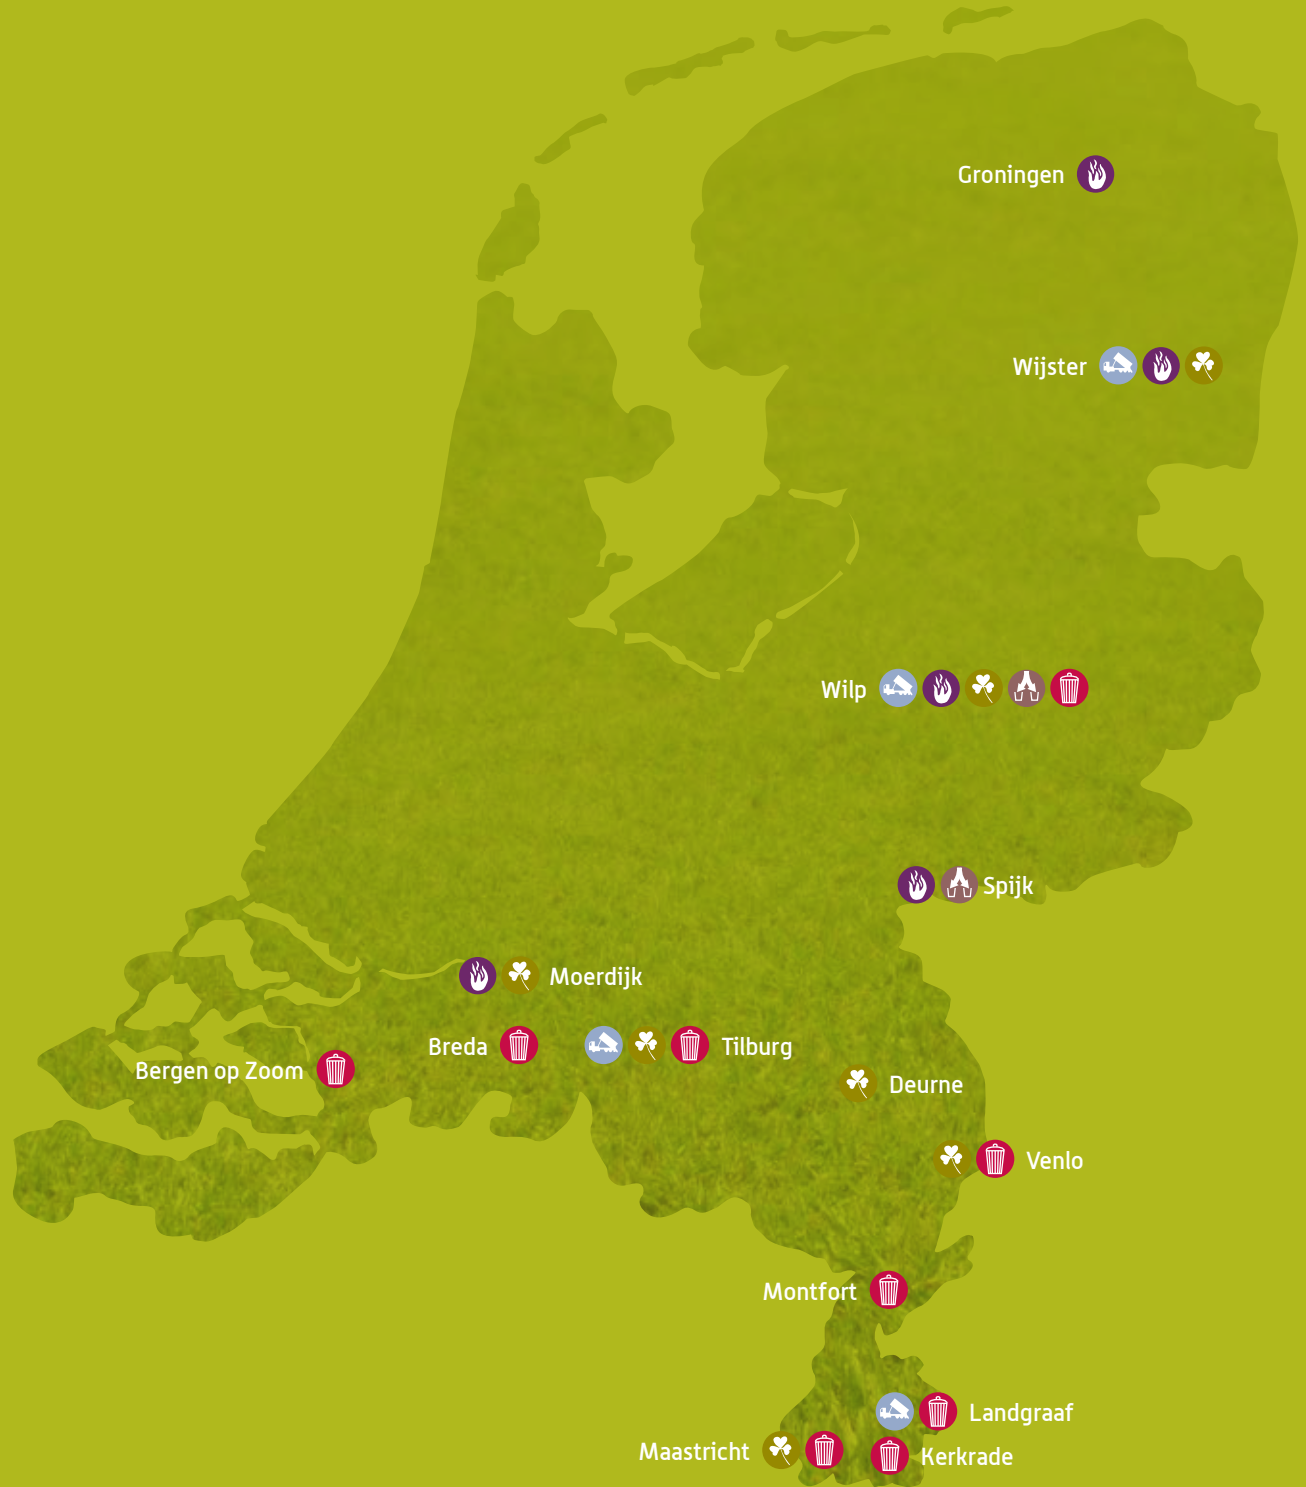 Groningen
Wijster
Wilp
Spijk
Moerdijk
Breda
Tilburg
Bergen op Zoom
Deurne
Venlo
Montfort
Landgraaf
Maastricht
Kerkrade